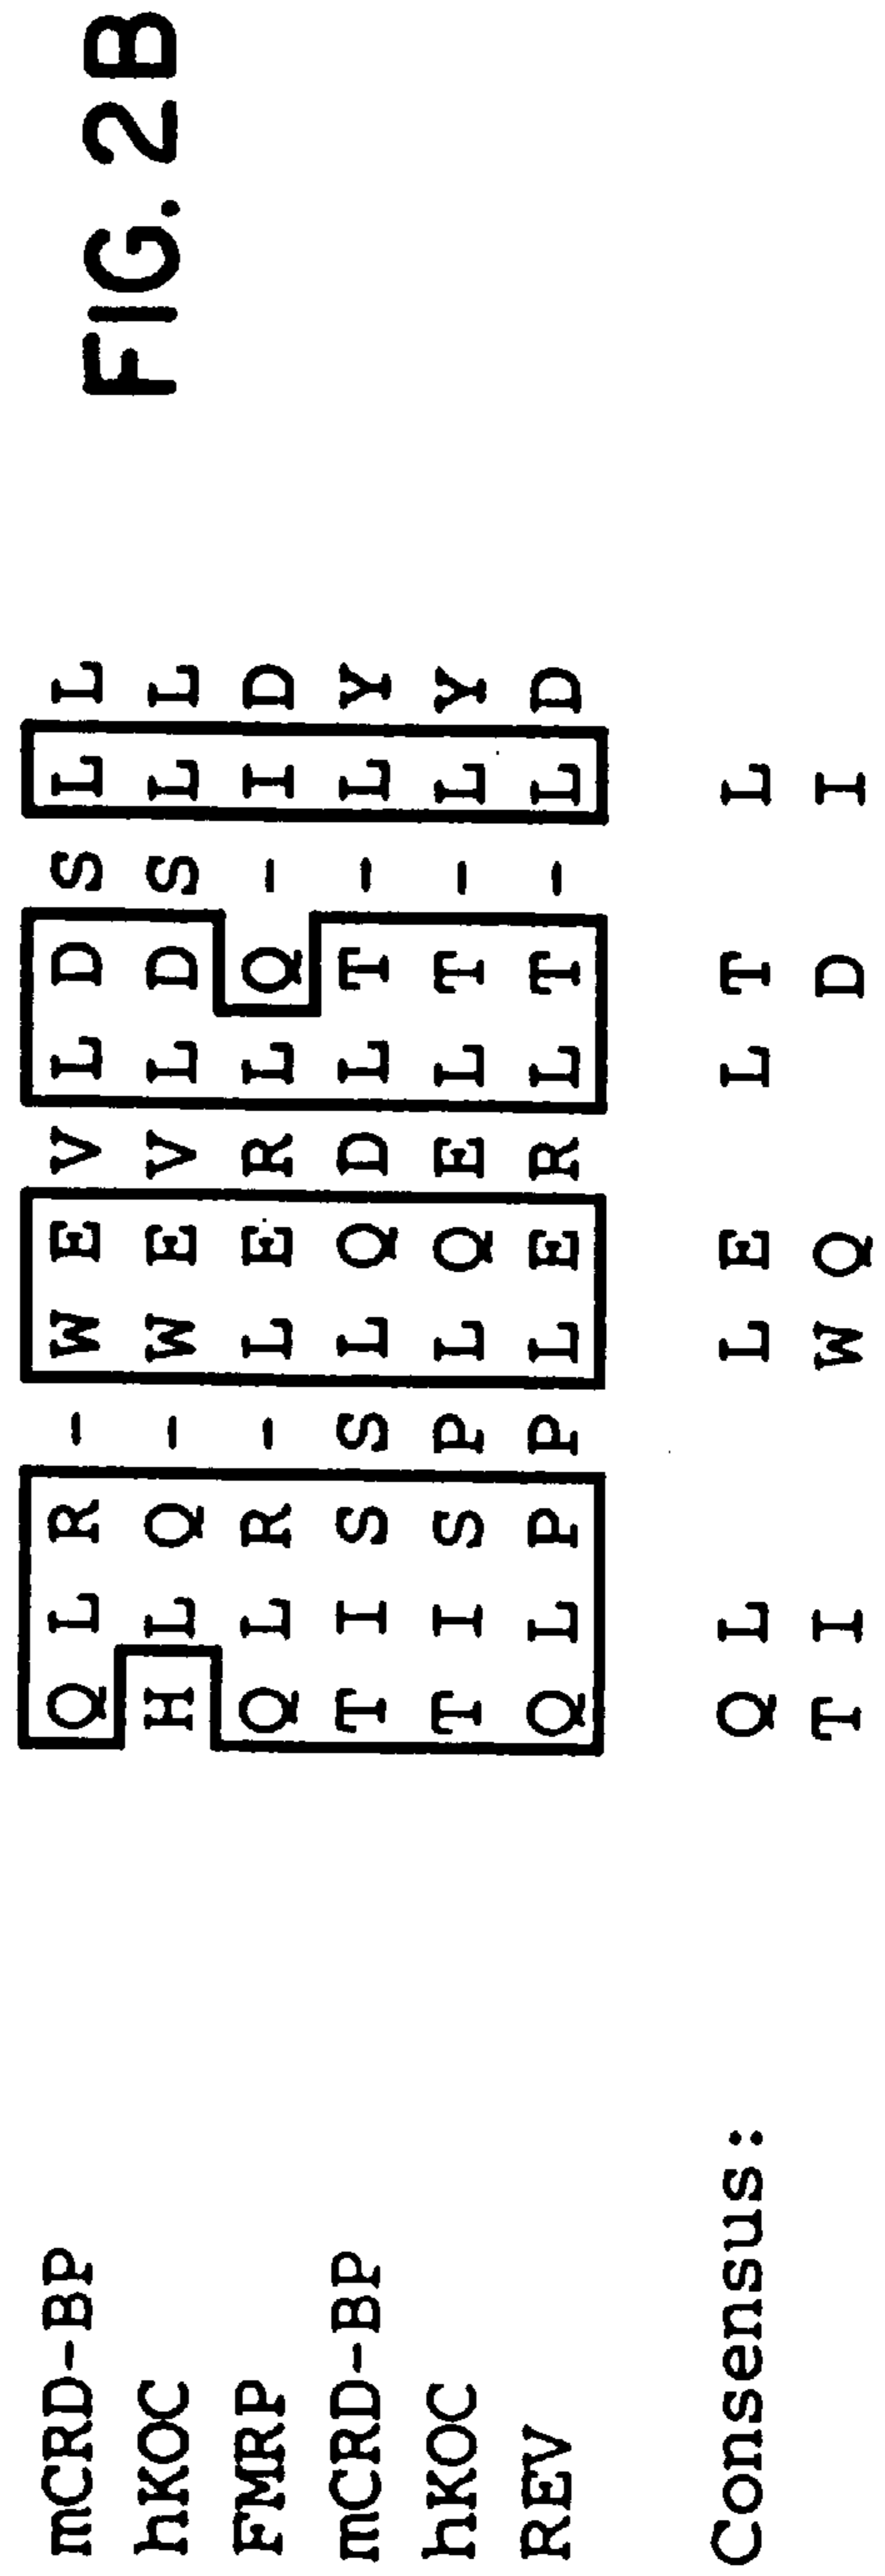 FIG. 2B
mCRD-BP Q L R - W E V L D S L L
hKOC H L Q - W E V L D S L L
FMRP Q L R - L E R L Q - I D
mCRD-BP T I S S L Q D L T - L Y
hKOC T I S P L Q E L T - L Y
REV Q L P P L E R L T - L D
Consensus: Q L L E L T L
T I W Q D I